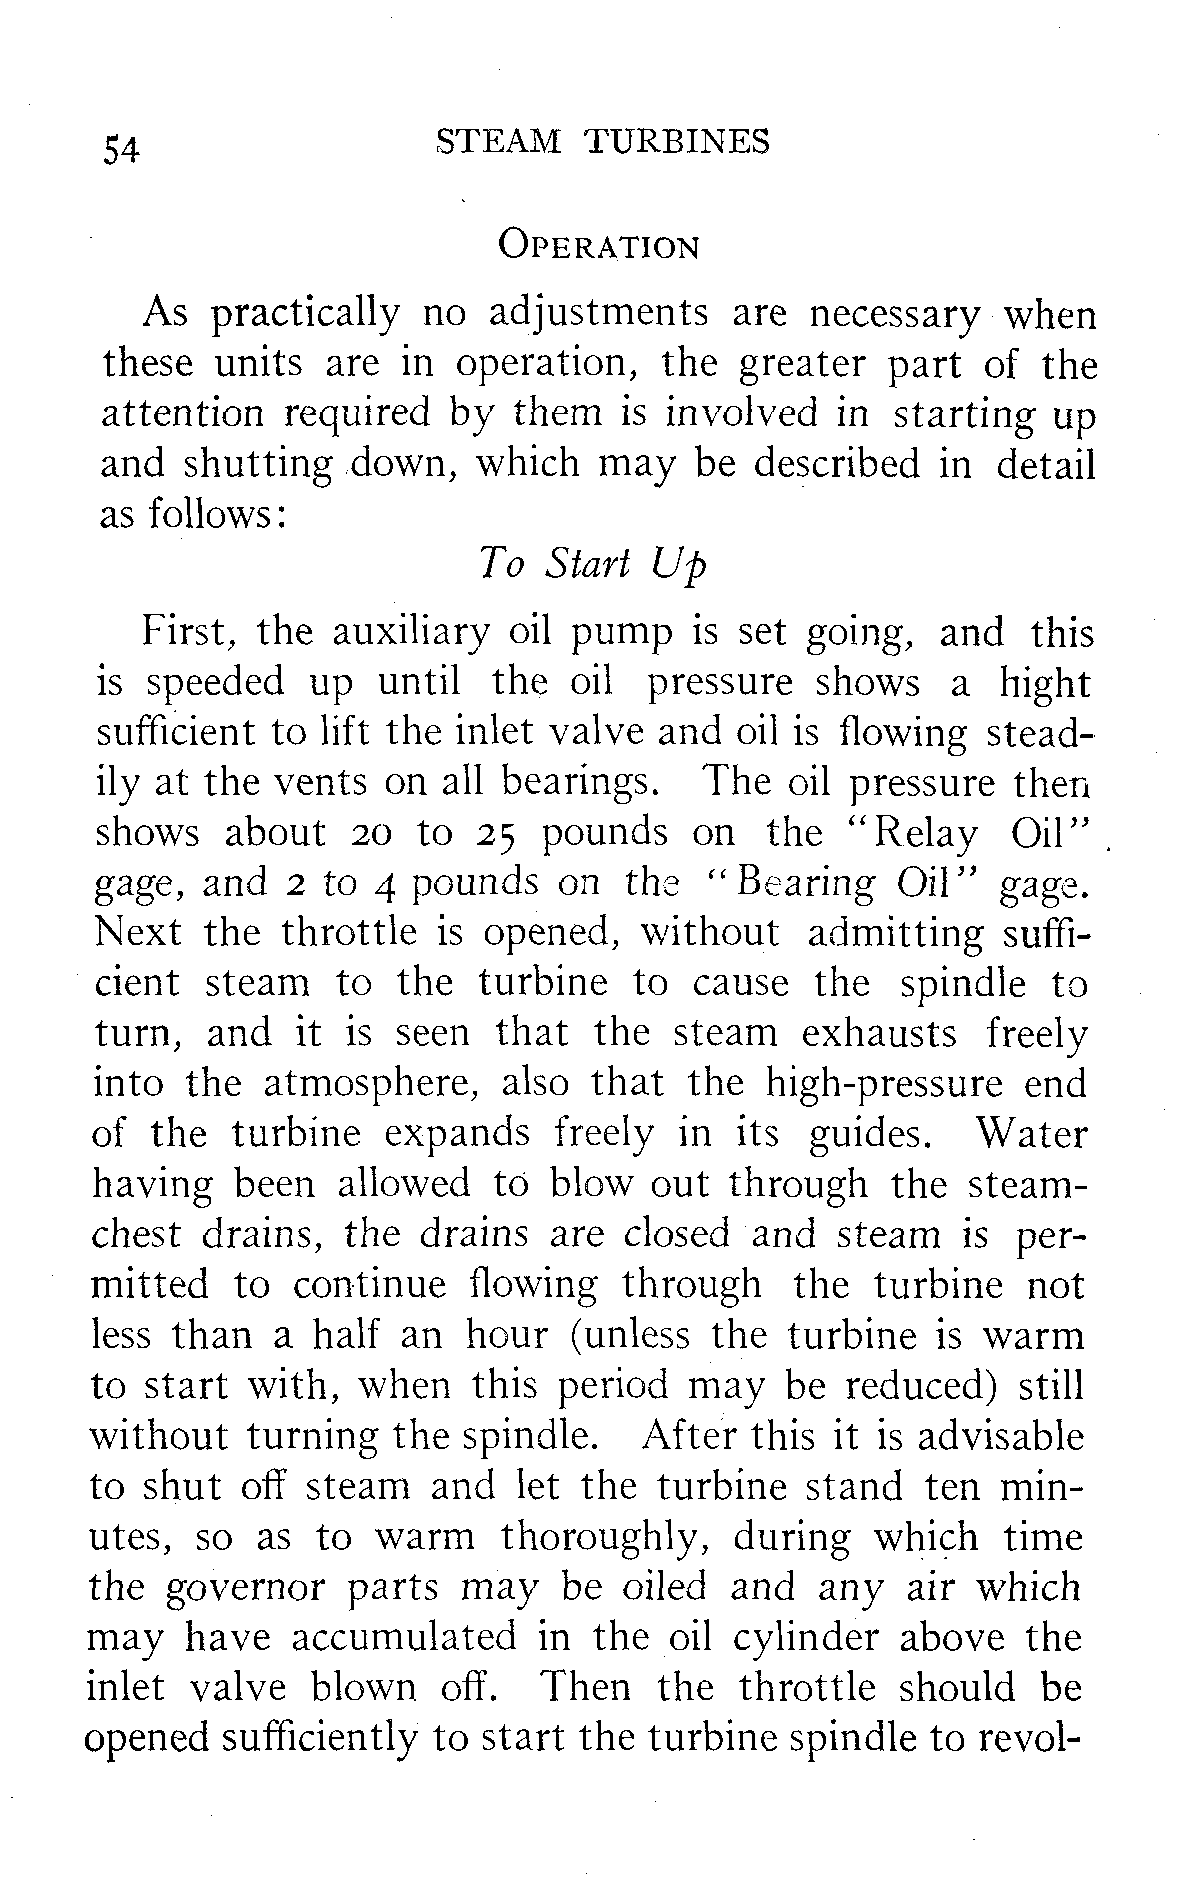 54 STEAM TURBINES
OPERATION
As practically no adjustments are necessary when
these units are in operation, the greater part of the
attention required by them is involved in starting up
and shutting down, which may be described in detail
as follows:
To Start Up
First, the auxiliary oil pump is set going, and this
is speeded up until the oil pressure shows a hight
sufficient to lift the inlet valve and oil is flowing stead-
ily at the vents on all bearings. The oil pressure then
shows about 20 to 25 pounds on the "Relay Oil"
gage, and 2 to 4 pounds on the "Bearing Oil" gage.
Next the throttle is opened, without admitting suffi-
cient steam to the turbine to cause the spindle to
turn, and it is seen that the steam exhausts freely
into the atmosphere, also that the high-pressure end
of the turbine expands freely in its guides. Water
having been allowed to blow out through the steam-
chest drains, the drains are closed and steam is per-
mitted to continue flowing through the turbine not
less than a half an hour (unless the turbine is warm
to start with, when this period may be reduced) still
without turning the spindle. After this it is advisable
to shut off steam and let the turbine stand ten min-
utes, so as to warm thoroughly, during which time
the governor parts may be oiled and any air which
may have accumulated in the oil cylinder above the
inlet valve blown off. Then the throttle should be
opened sufficiently to start the turbine spindle to revol-